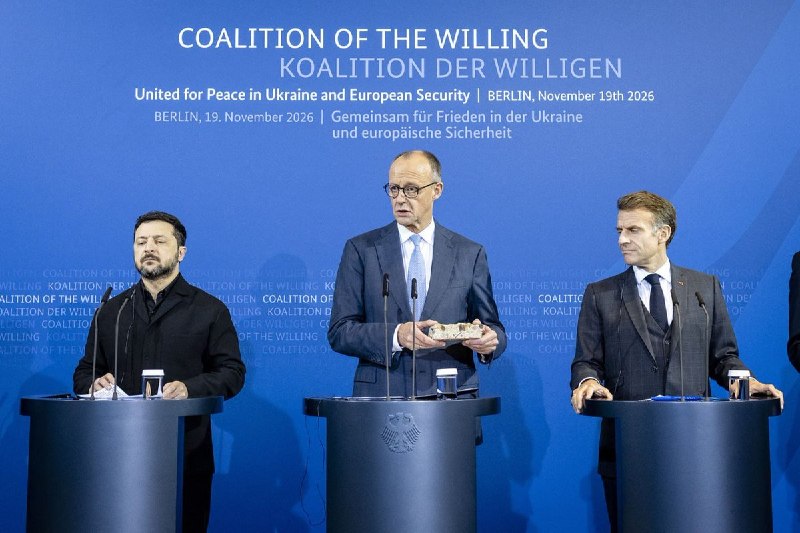 COALITION OF THE WILLING
KOALITION DER WILLIGEN
United for Peace in Ukraine and European Security | BERLIN, November 19th 2026
BERLIN, 19. November 2026 | Gemeinsam für Frieden in der Ukraine
und europäische Sicherheit